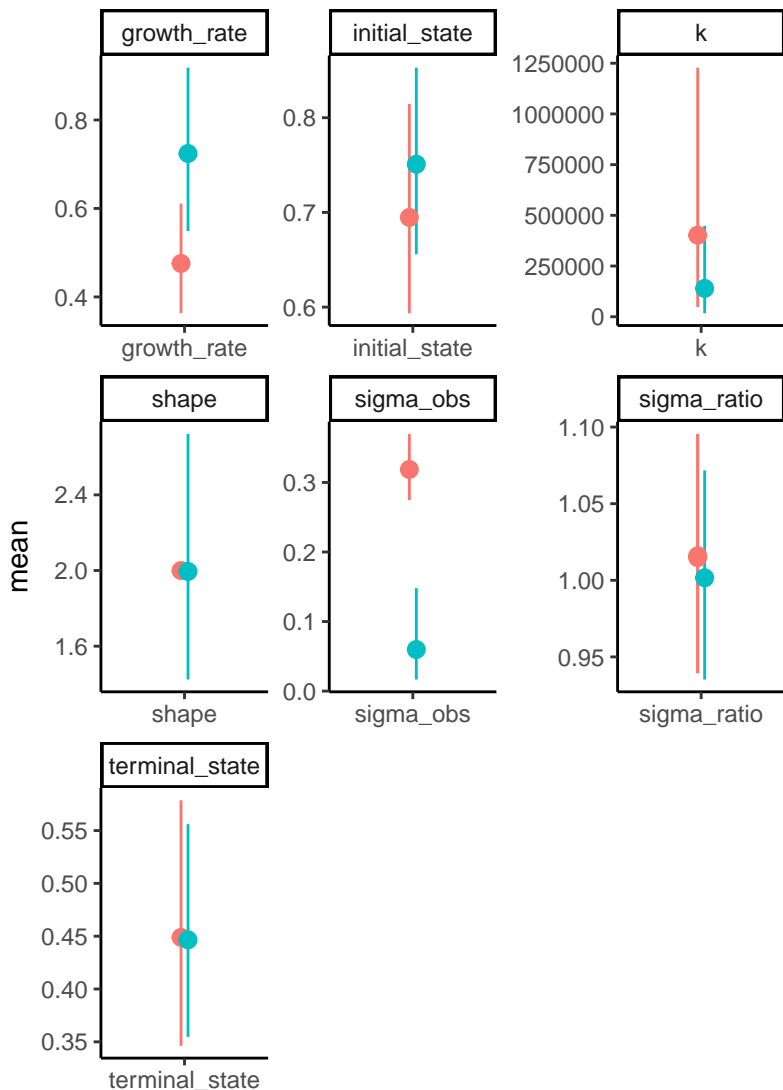 growth_rate
0.8
0.6
0.4
growth_rate
initial_state
0.8
0.7
0.6
initial_state
k
1250000
1000000
750000
500000
250000
0
k
mean
shape
2.4
2.0
1.6
shape
sigma_obs
0.3
0.2
0.1
0.0
sigma_obs
sigma_ratio
1.10
1.05
1.00
0.95
sigma_ratio
terminal_state
0.55
0.50
0.45
0.40
0.35
terminal_state